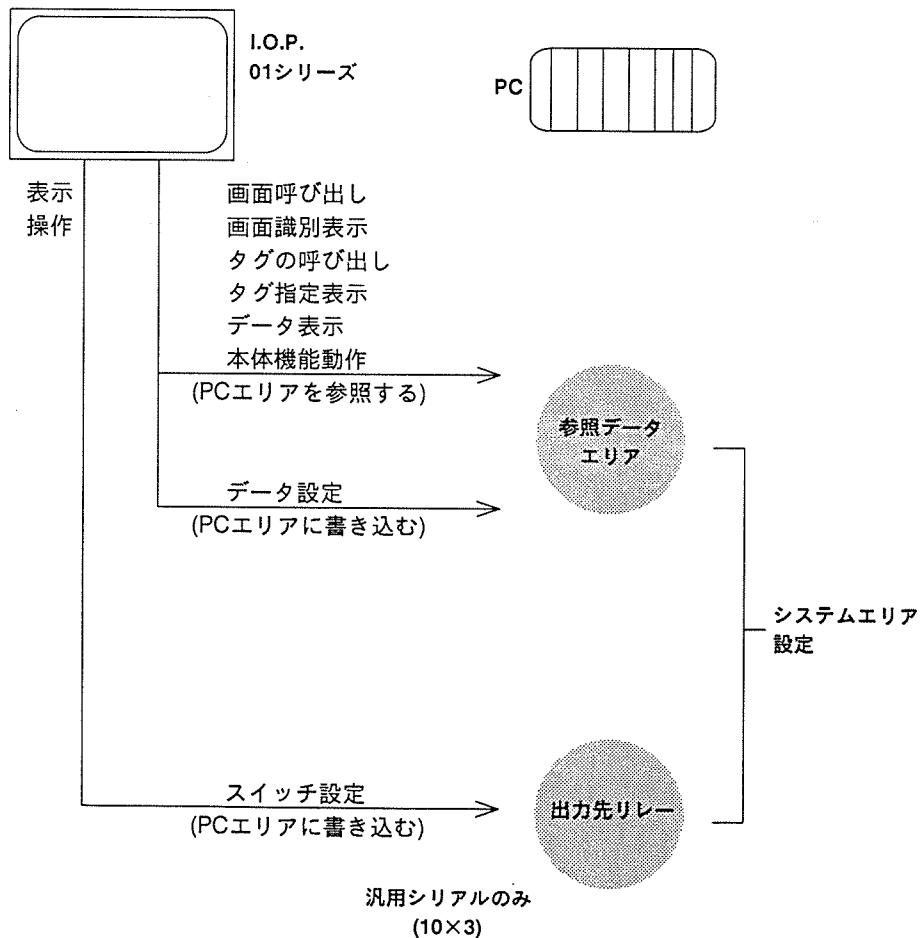 I.O.P.
01シリーズ
PC
表示
操作
画面呼び出し
画面識別表示
タグの呼び出し
タグ指定表示
データ表示
本体機能動作
(PCエリアを参照する)
参照データ
エリア
データ設定
(PCエリアに書き込む)
システムエリア
設定
スイッチ設定
(PCエリアに書き込む)
出力先リレー
汎用シリアルのみ
(10×3)